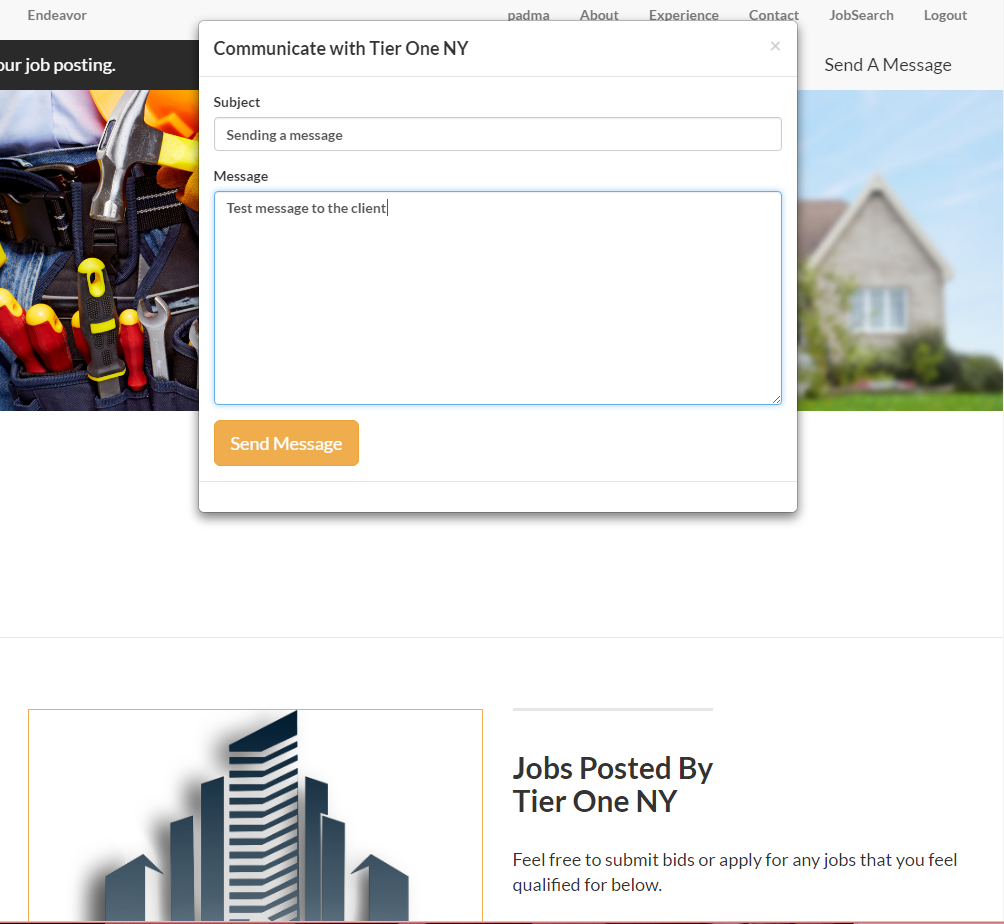 Endeavor padma About Experience Contact JobSearch Logout
our job posting.
Send A Message
Communicate with Tier One NY ×
Subject
Sending a message
Message
Test message to the client
Send Message
Jobs Posted By
Tier One NY
Feel free to submit bids or apply for any jobs that you feel
qualified for below.